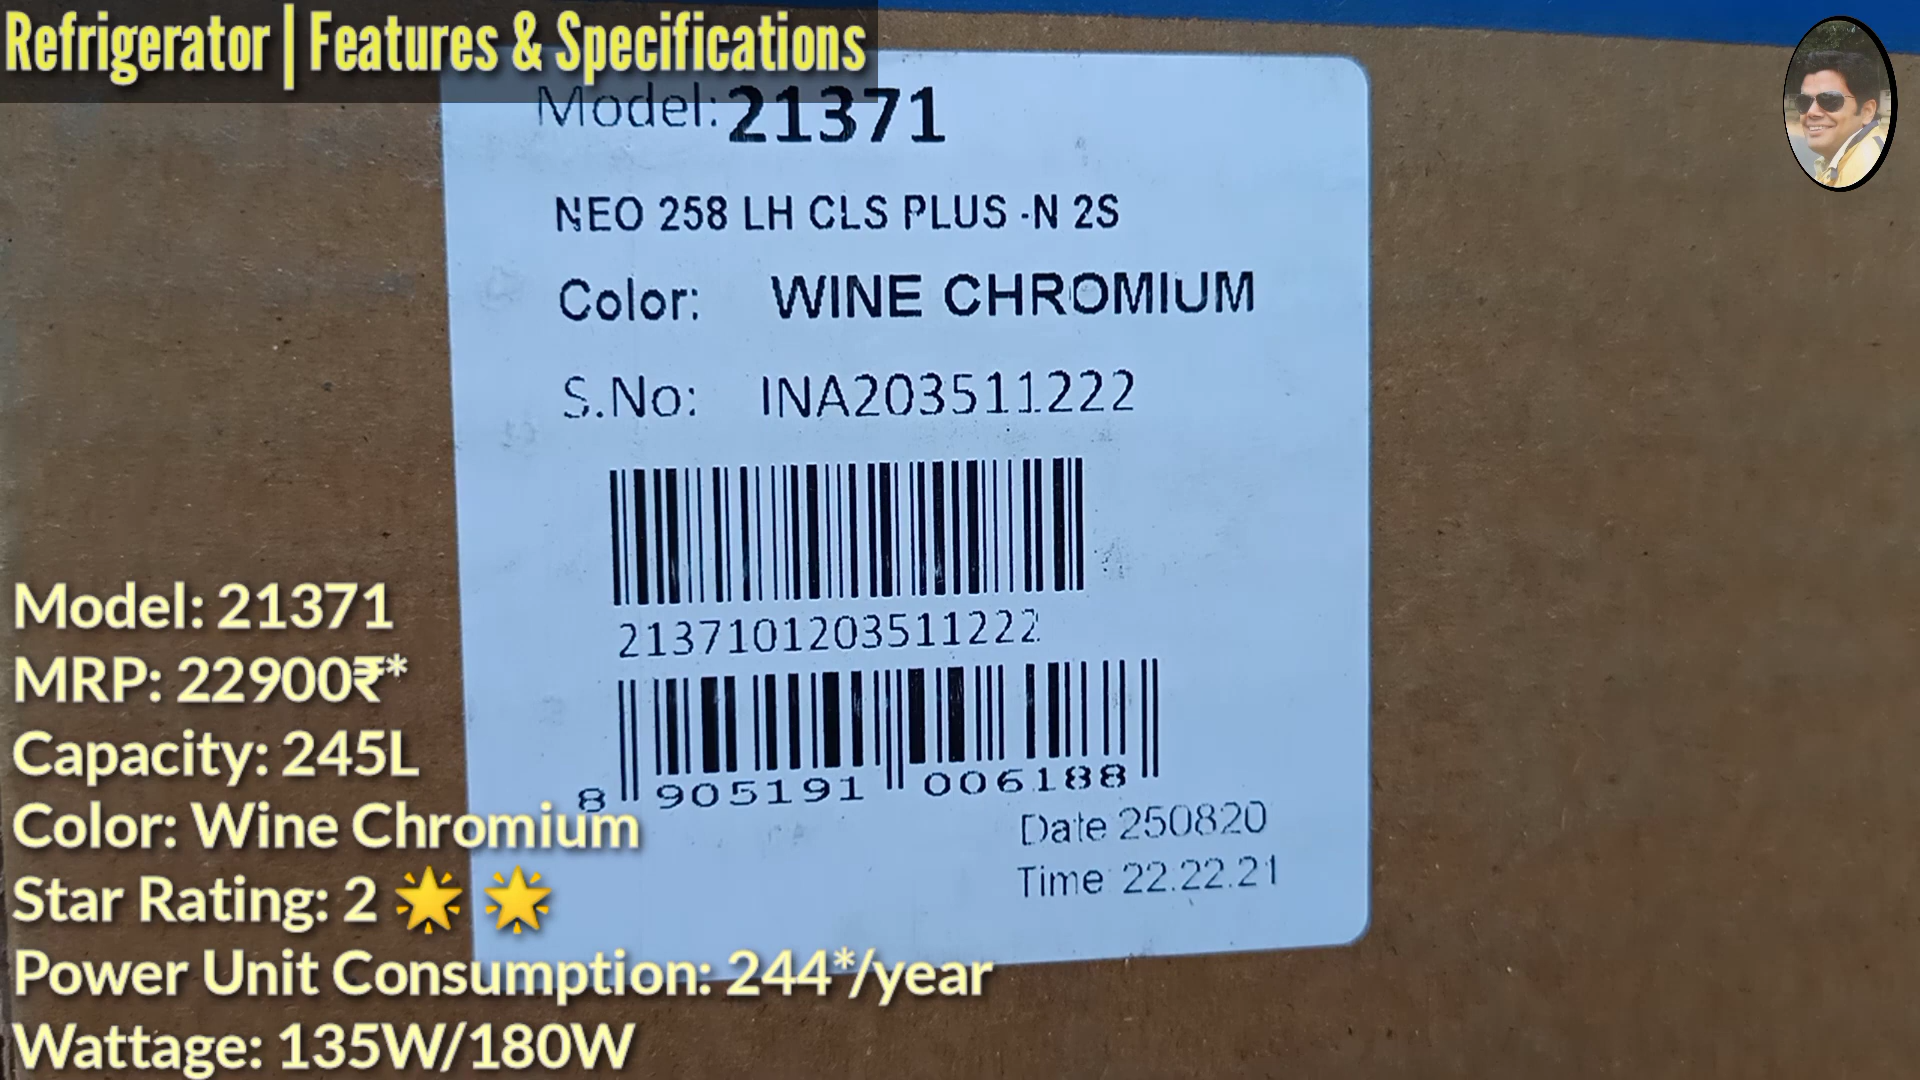 Refrigerator | Features & Specifications
Model: 21371
NEO 258 LH CLS PLUS -N 2S
Color: WINE CHROMIUM
S.No: INA203511222
2137101203511222
8 905191 006188
Date 250820
Time 22.22.21
Model: 21371
MRP: 22900₹*
Capacity: 245L
Color: Wine Chromium
Star Rating: 2 🌟 🌟
Power Unit Consumption: 244*/year
Wattage: 135W/180W